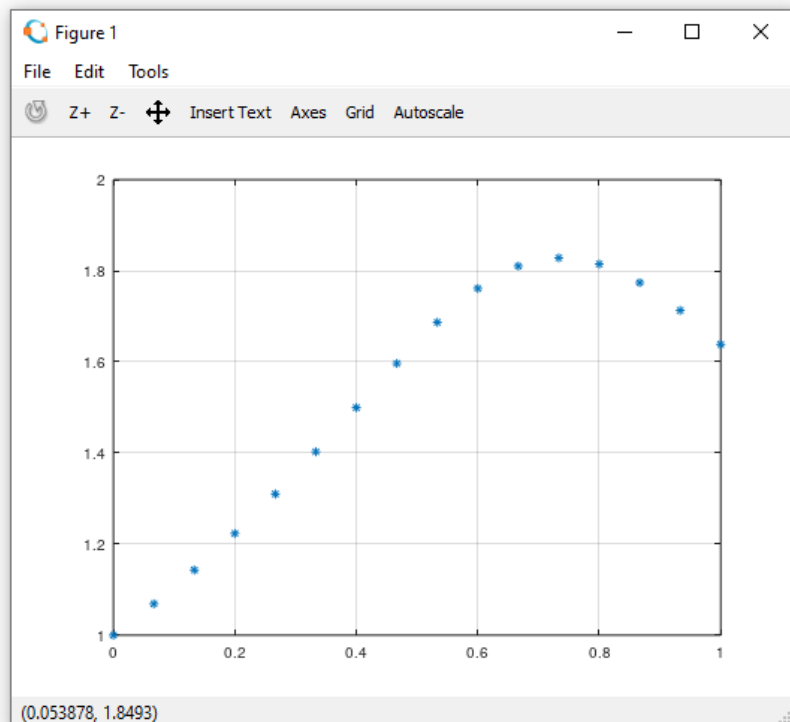 Figure 1
File Edit Tools
Z+ Z- Insert Text Axes Grid Autoscale
2
1.8
1.6
1.4
1.2
1
0 0.2 0.4 0.6 0.8 1
(0.053878, 1.8493)